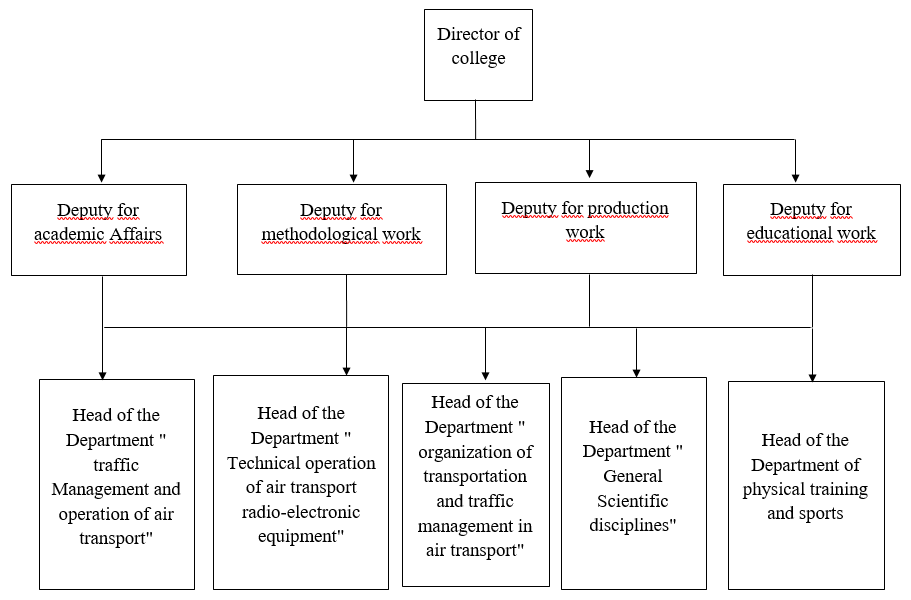 Director of
college
Deputy for
academic Affairs
Deputy for
methodological work
Deputy for production
work
Deputy for
educational work
Head of the
Department "
traffic
Management and
operation of air
transport"
Head of the
Department "
Technical operation
of air transport
radio-electronic
equipment"
Head of the
Department "
organization of
transportation
and traffic
management in
air transport"
Head of the
Department "
General
Scientific
disciplines"
Head of the
Department of
physical training
and sports